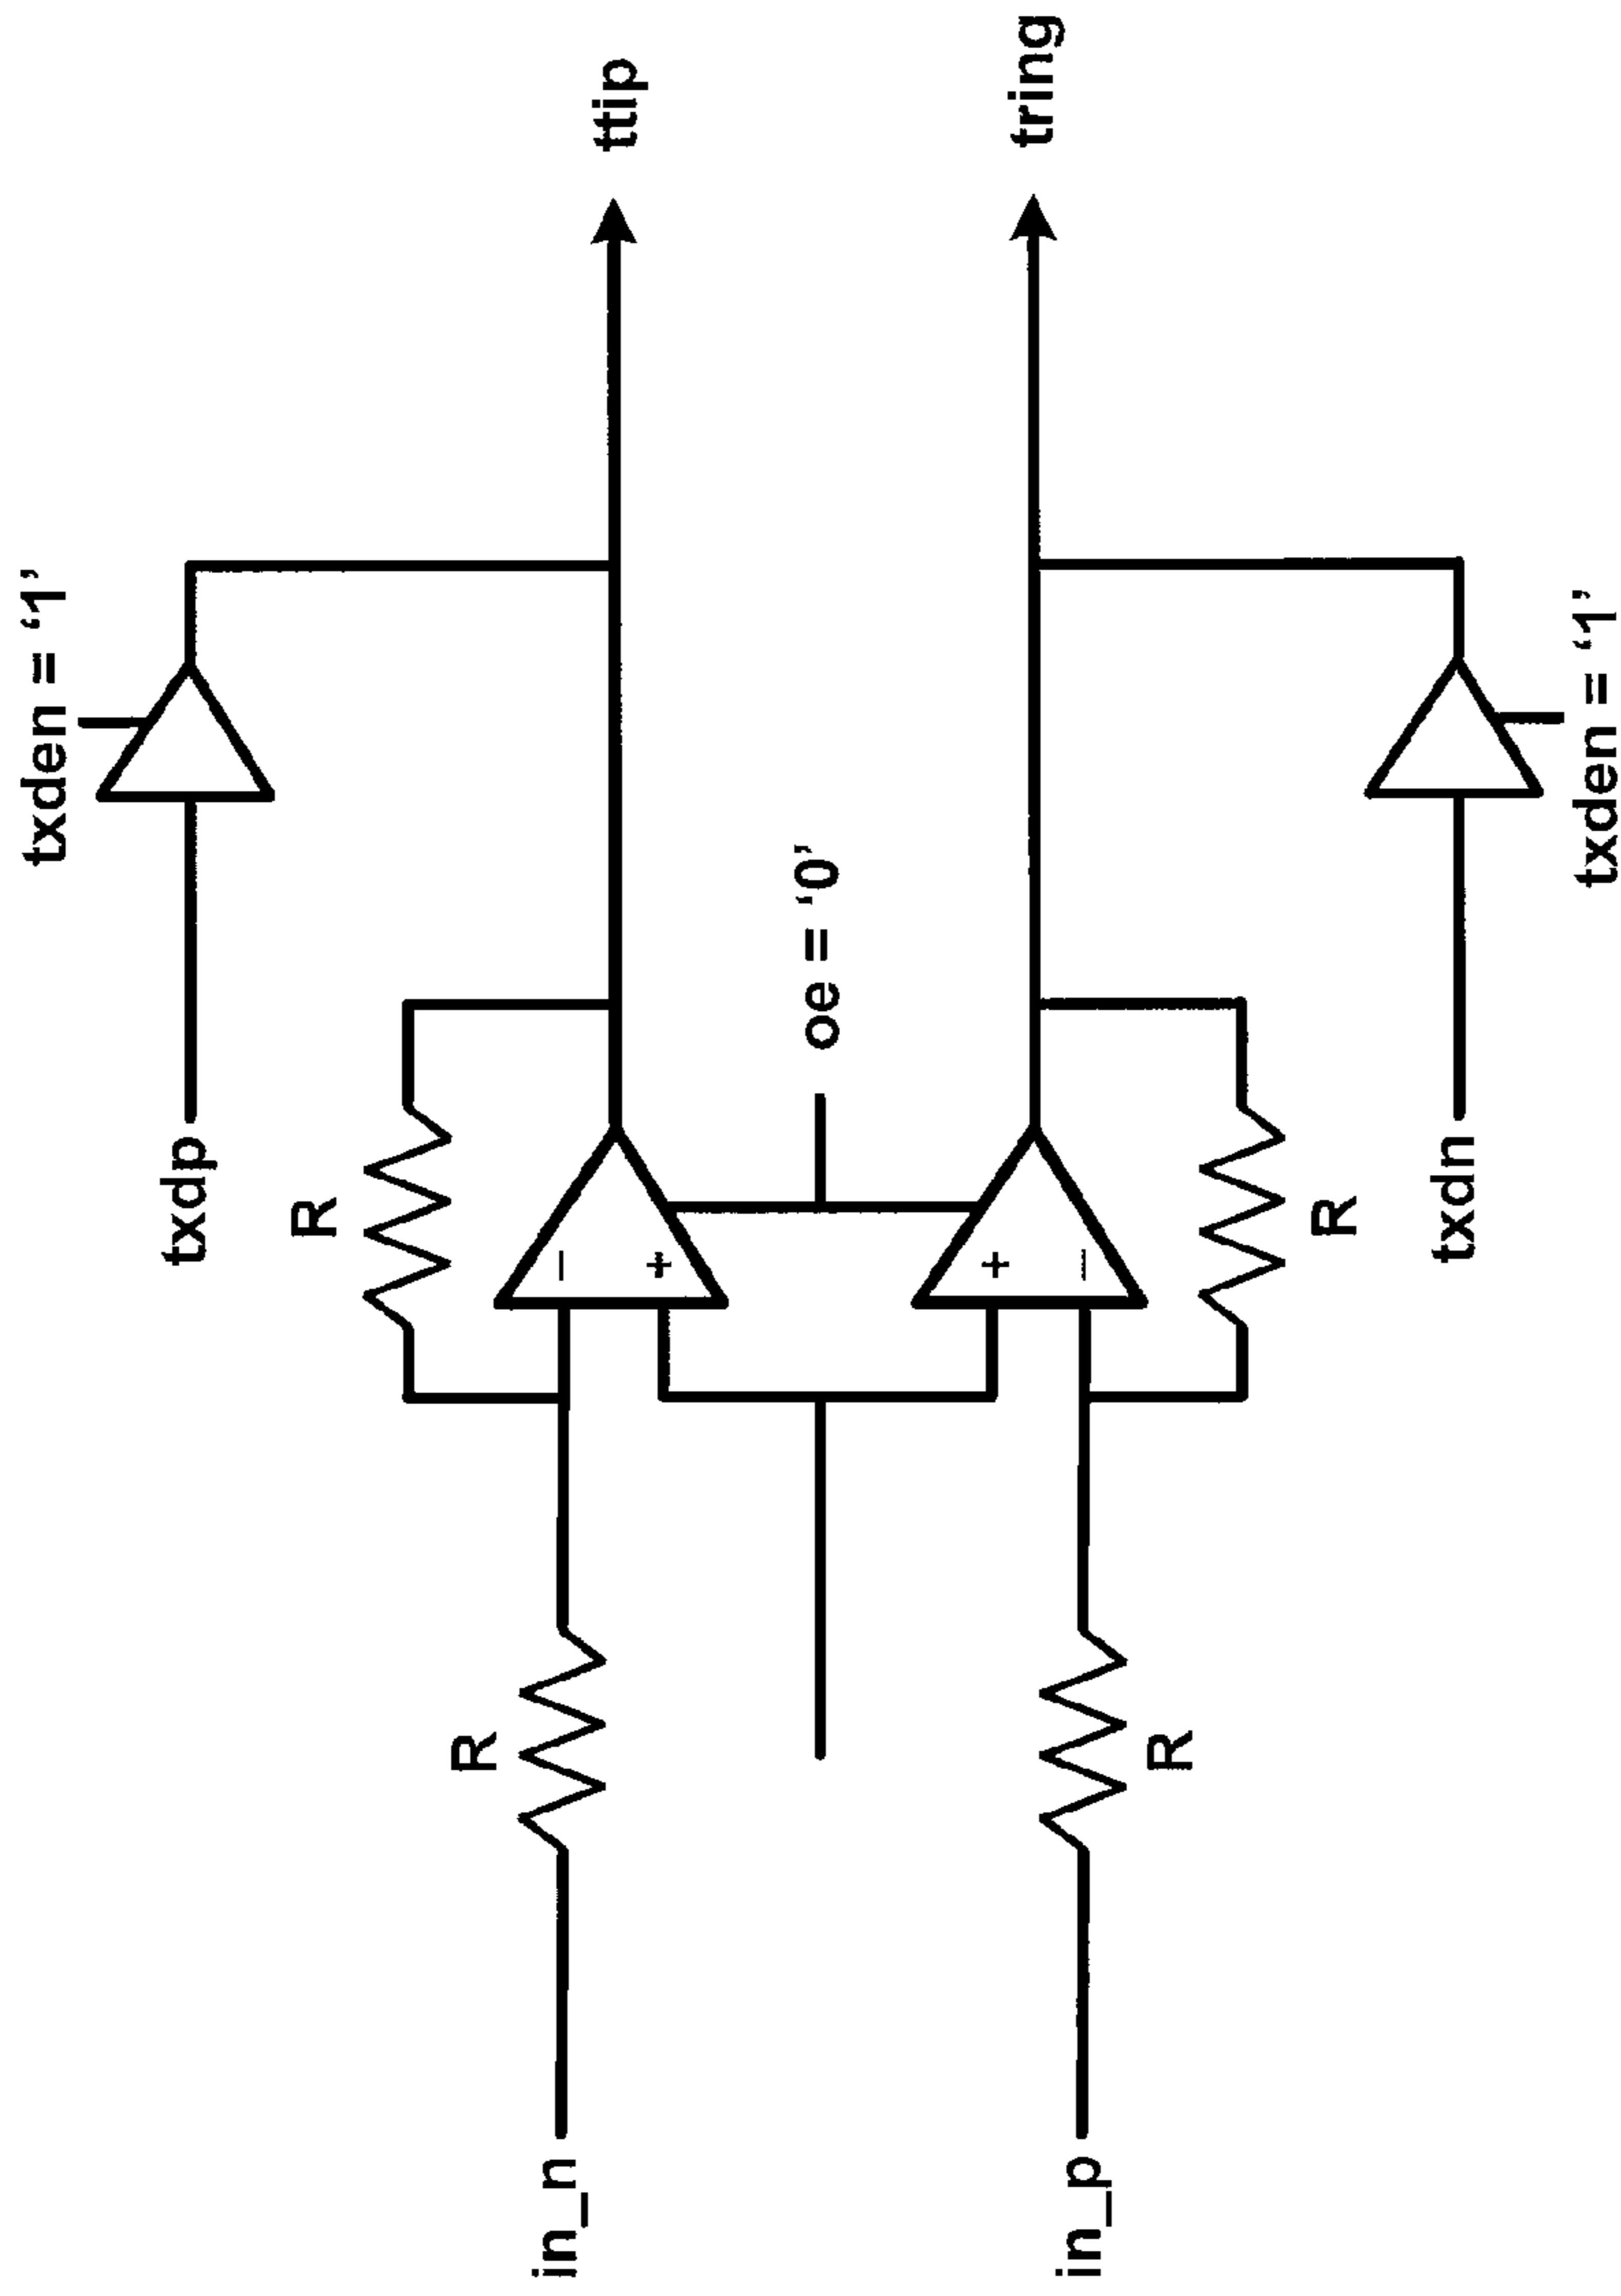 txden = ‘1’
txdp
R
ttip
R
in_n
−
+
oe = ‘0’
+
−
in_p
R
tring
R
txdn
txden = ‘1’